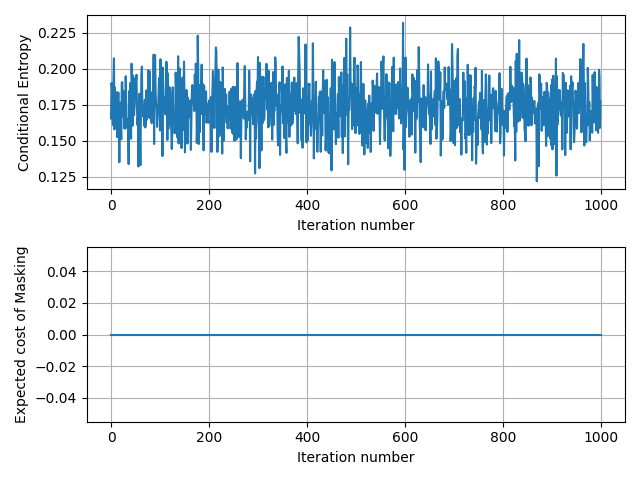 0.225
0.200
0.175
0.150
0.125
Conditional Entropy
0 200 400 600 800 1000
Iteration number
0.04
0.02
0.00
−0.02
−0.04
Expected cost of Masking
0 200 400 600 800 1000
Iteration number